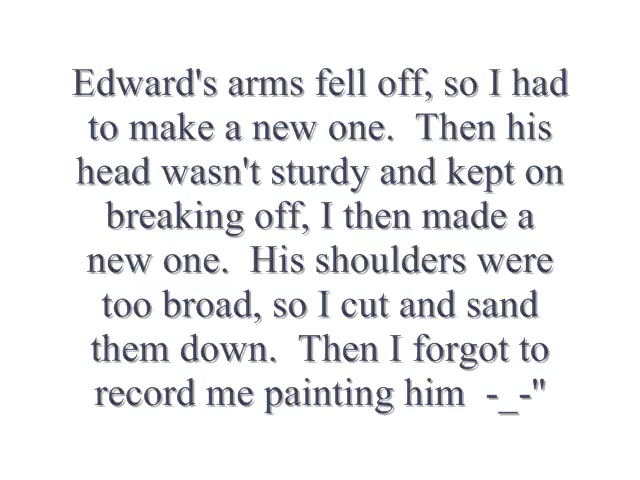 Edward's arms fell off, so I had
to make a new one.  Then his
head wasn't sturdy and kept on
breaking off, I then made a
new one.  His shoulders were
too broad, so I cut and sand
them down.  Then I forgot to
record me painting him  -_-"